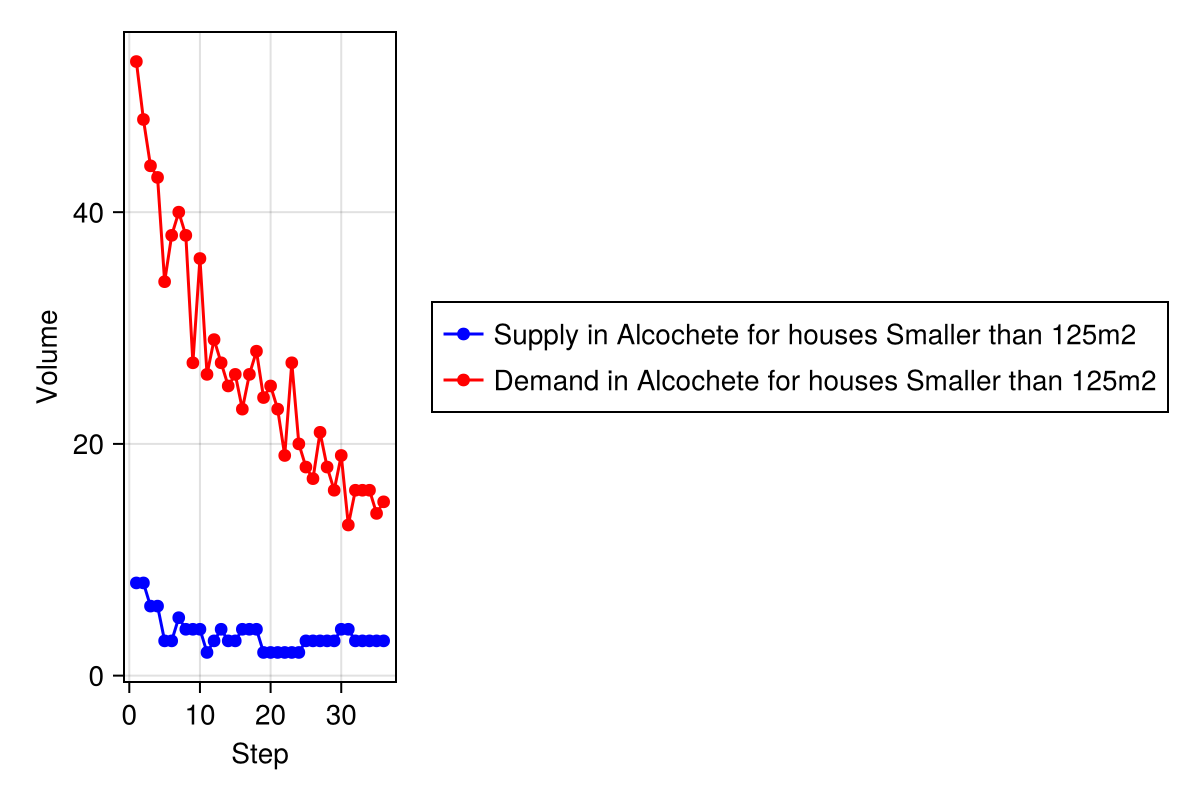 Volume
40
20
0
0 10 20 30
Step
Supply in Alcochete for houses Smaller than 125m2
Demand in Alcochete for houses Smaller than 125m2